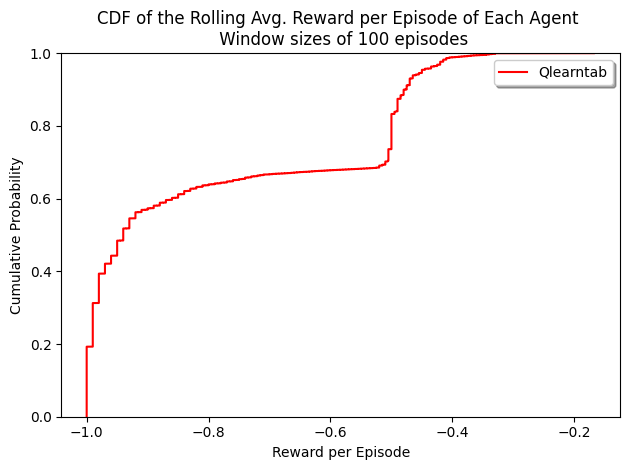 CDF of the Rolling Avg. Reward per Episode of Each Agent
Window sizes of 100 episodes
Qlearntab
1.0
0.8
0.6
0.4
0.2
0.0
Cumulative Probability
−1.0 −0.8 −0.6 −0.4 −0.2
Reward per Episode